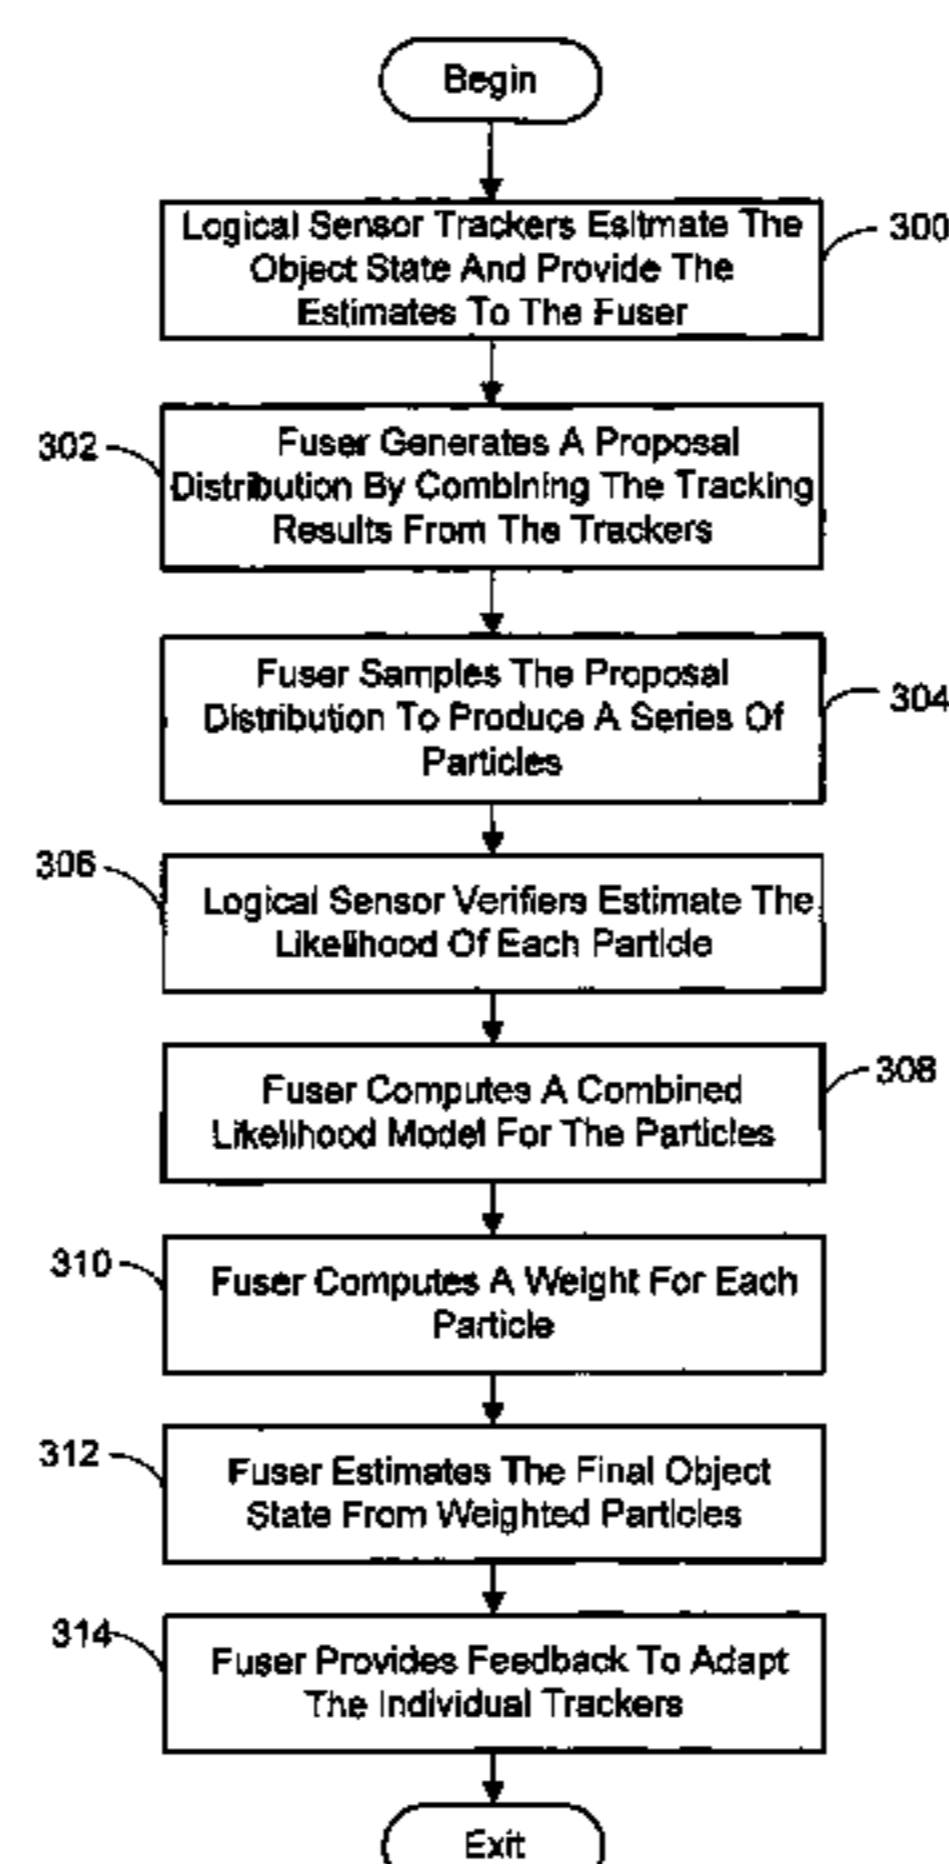 Begin
Logical Sensor Trackers Esitmate The
Object State And Provide The
Estimates To The Fuser
300
302
Fuser Generates A Proposal
Distribution By Combining The Tracking
Results From The Trackers
Fuser Samples The Proposal
Distribution To Produce A Series Of
Particles
304
306
Logical Sensor Verifiers Estimate The
Likelihood Of Each Particle
Fuser Computes A Combined
Likelihood Model For The Particles
308
310
Fuser Computes A Weight For Each
Particle
312
Fuser Estimates The Final Object
State From Weighted Particles
314
Fuser Provides Feedback To Adapt
The Individual Trackers
Exit